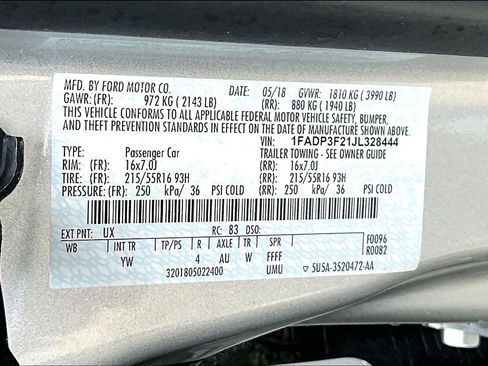 MFD. BY FORD MOTOR CO. DATE: 05/18 GVWR: 1810 KG ( 3990 LB)
GAWR: (FR): 972 KG ( 2143 LB) (RR): 880 KG ( 1940 LB)
THIS VEHICLE CONFORMS TO ALL APPLICABLE FEDERAL MOTOR VEHICLE SAFETY, BUMPER,
AND THEFT PREVENTION STANDARDS IN EFFECT ON THE DATE OF MANUFACTURE SHOWN ABOVE.
VIN: 1FADP3F21JL328444
TYPE: Passenger Car TRAILER TOWING - SEE OWNER GUIDE
RIM: (FR): 16x7.0J (RR): 16x7.0J
TIRE: (FR): 215/55R16 93H (RR): 215/55R16 93H
PRESSURE: (FR): 250 kPa/ 36 PSI COLD (RR): 250 kPa/ 36 PSI COLD
EXT PNT: UX RC: 83 DSO:
WB INT TR TP/PS R AXLE TR SPR F0096
YW 4 AU W FFFF R0082
3201805022400 UMU 5U5A-3520472-AA